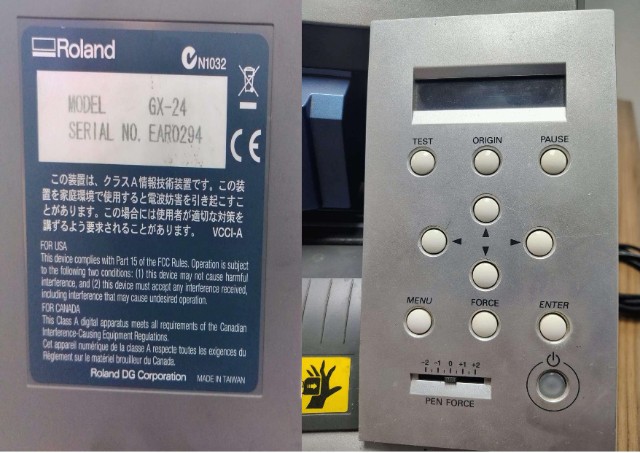 Roland
N1032
MODEL GX-24
SERIAL NO. EAR0294
CE
この装置は、クラスA情報技術装置です。この装
置を家庭環境で使用すると電波妨害を引き起こすこ
とがあります。この場合には使用者が適切な対策を
講ずるよう要求されることがあります。 VCCI-A
FOR USA
This device complies with Part 15 of the FCC Rules. Operation is subject
to the following two conditions: (1) this device may not cause harmful
interference, and (2) this device must accept any interference received,
including interference that may cause undesired operation.
FOR CANADA
This Class A digital apparatus meets all requirements of the Canadian
Interference-Causing Equipment Regulations.
Cet appareil numérique de la classe A respecte toutes les exigences du
Règlement sur le matériel brouilleur du Canada.
Roland DG Corporation MADE IN TAIWAN
TEST ORIGIN PAUSE
MENU FORCE ENTER
-2 -1 0 +1 +2
PEN FORCE